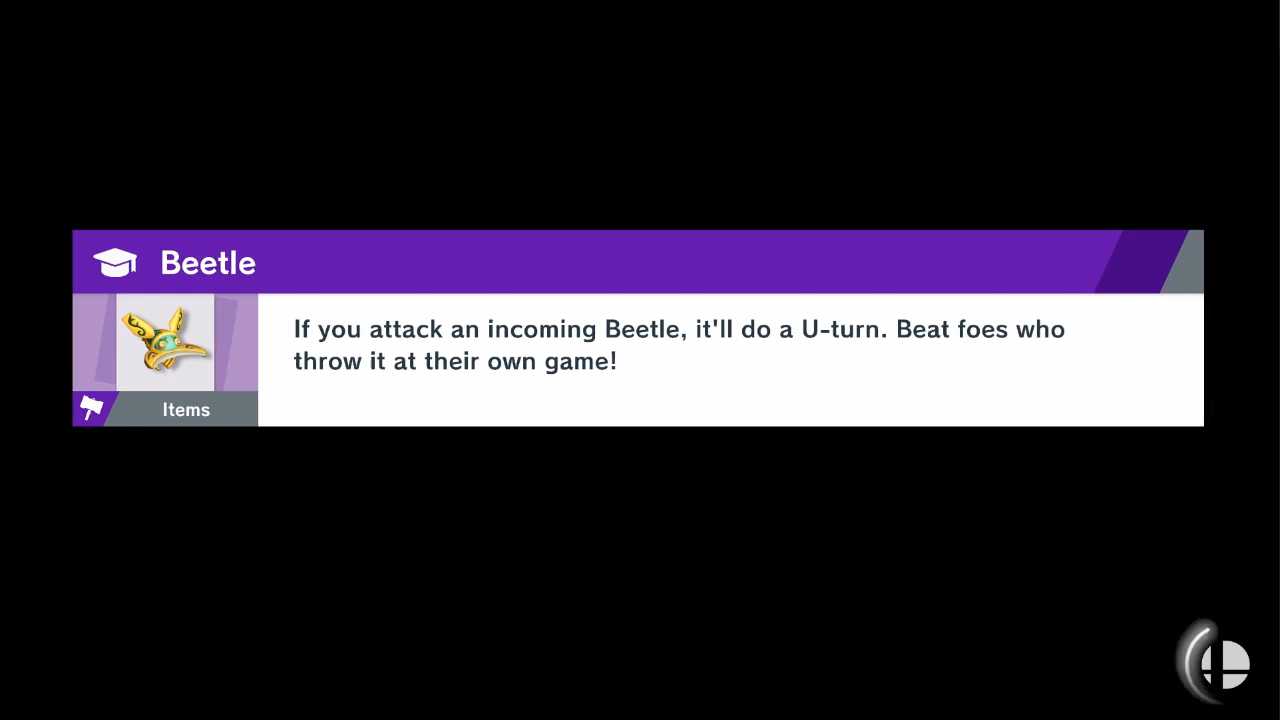 Beetle
If you attack an incoming Beetle, it'll do a U-turn. Beat foes who
throw it at their own game!
Items